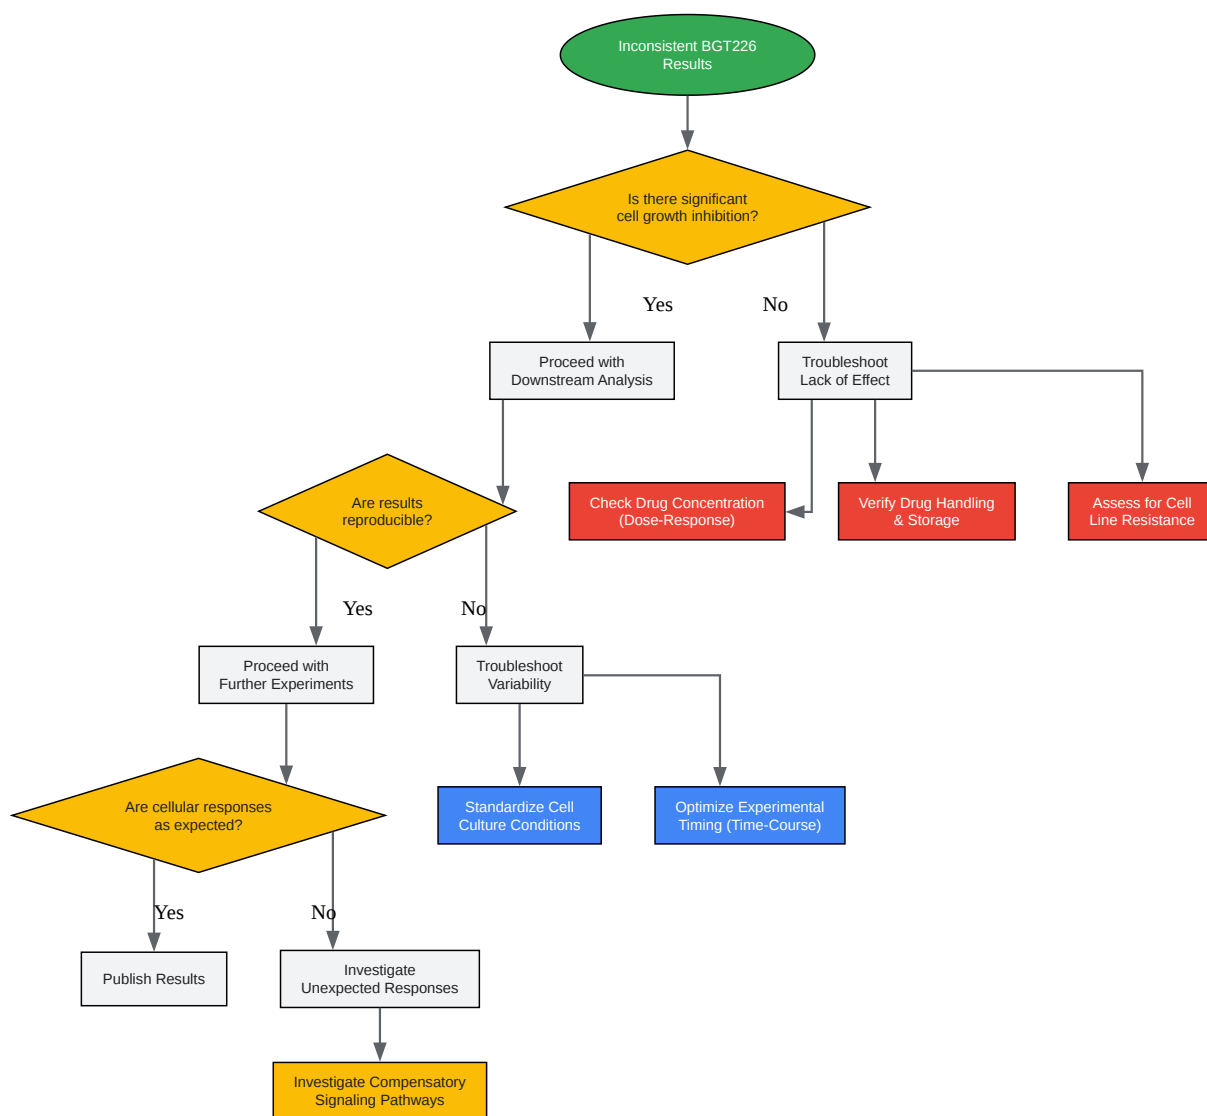 Inconsistent BGT226
Results
Is there significant
cell growth inhibition?
Yes
No
Proceed with
Downstream Analysis
Troubleshoot
Lack of Effect
Are results
reproducible?
Check Drug Concentration
(Dose-Response)
Verify Drug Handling
& Storage
Assess for Cell
Line Resistance
Yes
No
Proceed with
Further Experiments
Troubleshoot
Variability
Are cellular responses
as expected?
Standardize Cell
Culture Conditions
Optimize Experimental
Timing (Time-Course)
Yes
No
Publish Results
Investigate
Unexpected Responses
Investigate Compensatory
Signaling Pathways